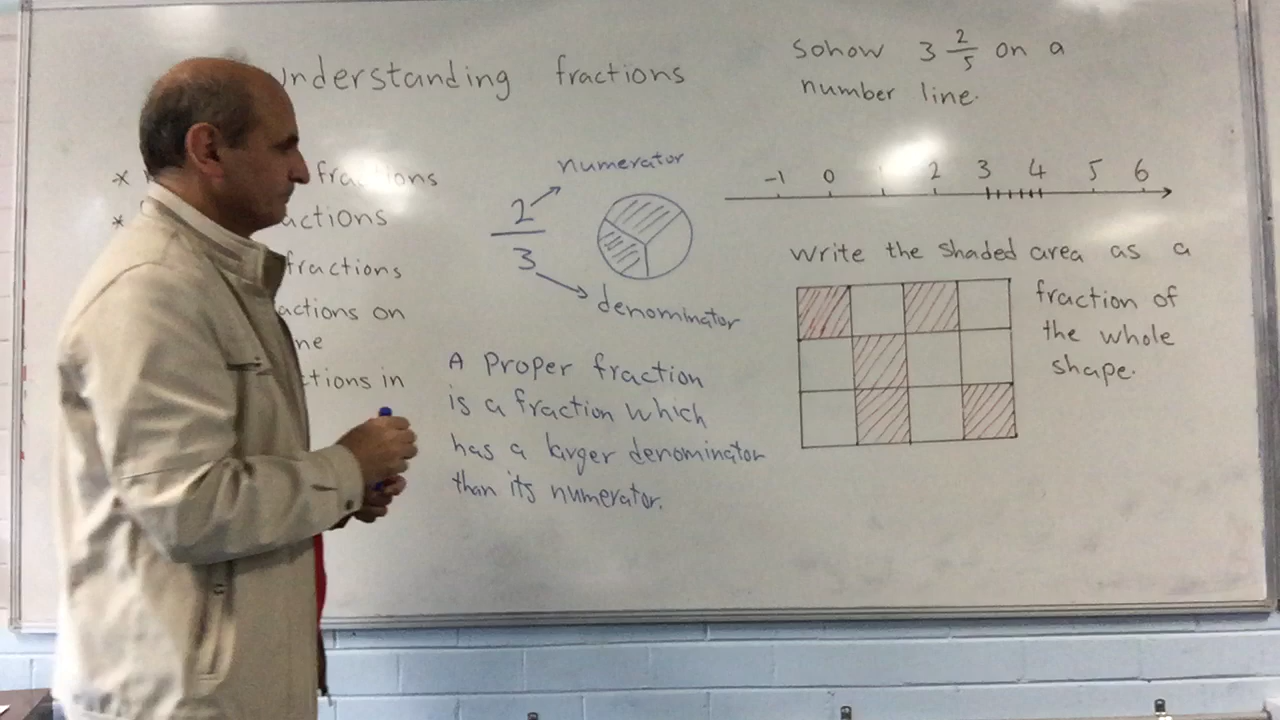 understanding fractions
* fractions
* actions
fractions
actions on
ne
tions in
numerator
2
3
denominator
A proper fraction
is a fraction which
has a larger denominator
than its numerator.
Sohow 3 2/5 on a
number line.
-1 0 1 2 3 4 5 6
Write the shaded area as a
fraction of
the whole
shape.